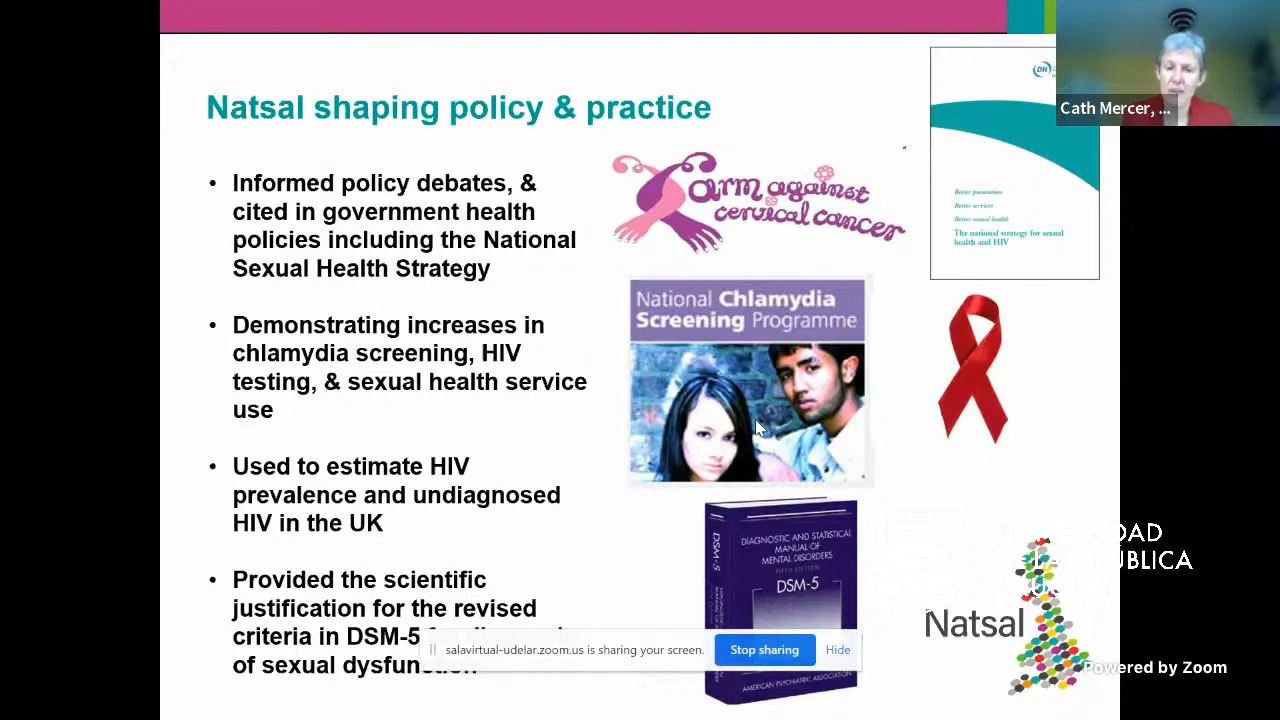 Cath Mercer, ...
Natsal shaping policy & practice
• Informed policy debates, &
cited in government health
policies including the National
Sexual Health Strategy
• Demonstrating increases in
chlamydia screening, HIV
testing, & sexual health service
use
• Used to estimate HIV
prevalence and undiagnosed
HIV in the UK
• Provided the scientific
justification for the revised
criteria in DSM-5
of sexual dysfunction
arm against
cervical cancer
DH
Better prevention
Better services
Better sexual health
The national strategy for sexual
health and HIV
National Chlamydia
Screening Programme
DSM-5
DIAGNOSTIC AND STATISTICAL
MANUAL OF
MENTAL DISORDERS
FIFTH EDITION
DSM-5
AMERICAN PSYCHIATRIC ASSOCIATION
salavirtual-udelar.zoom.us is sharing your screen.
Stop sharing
Hide
Natsal
Powered by Zoom